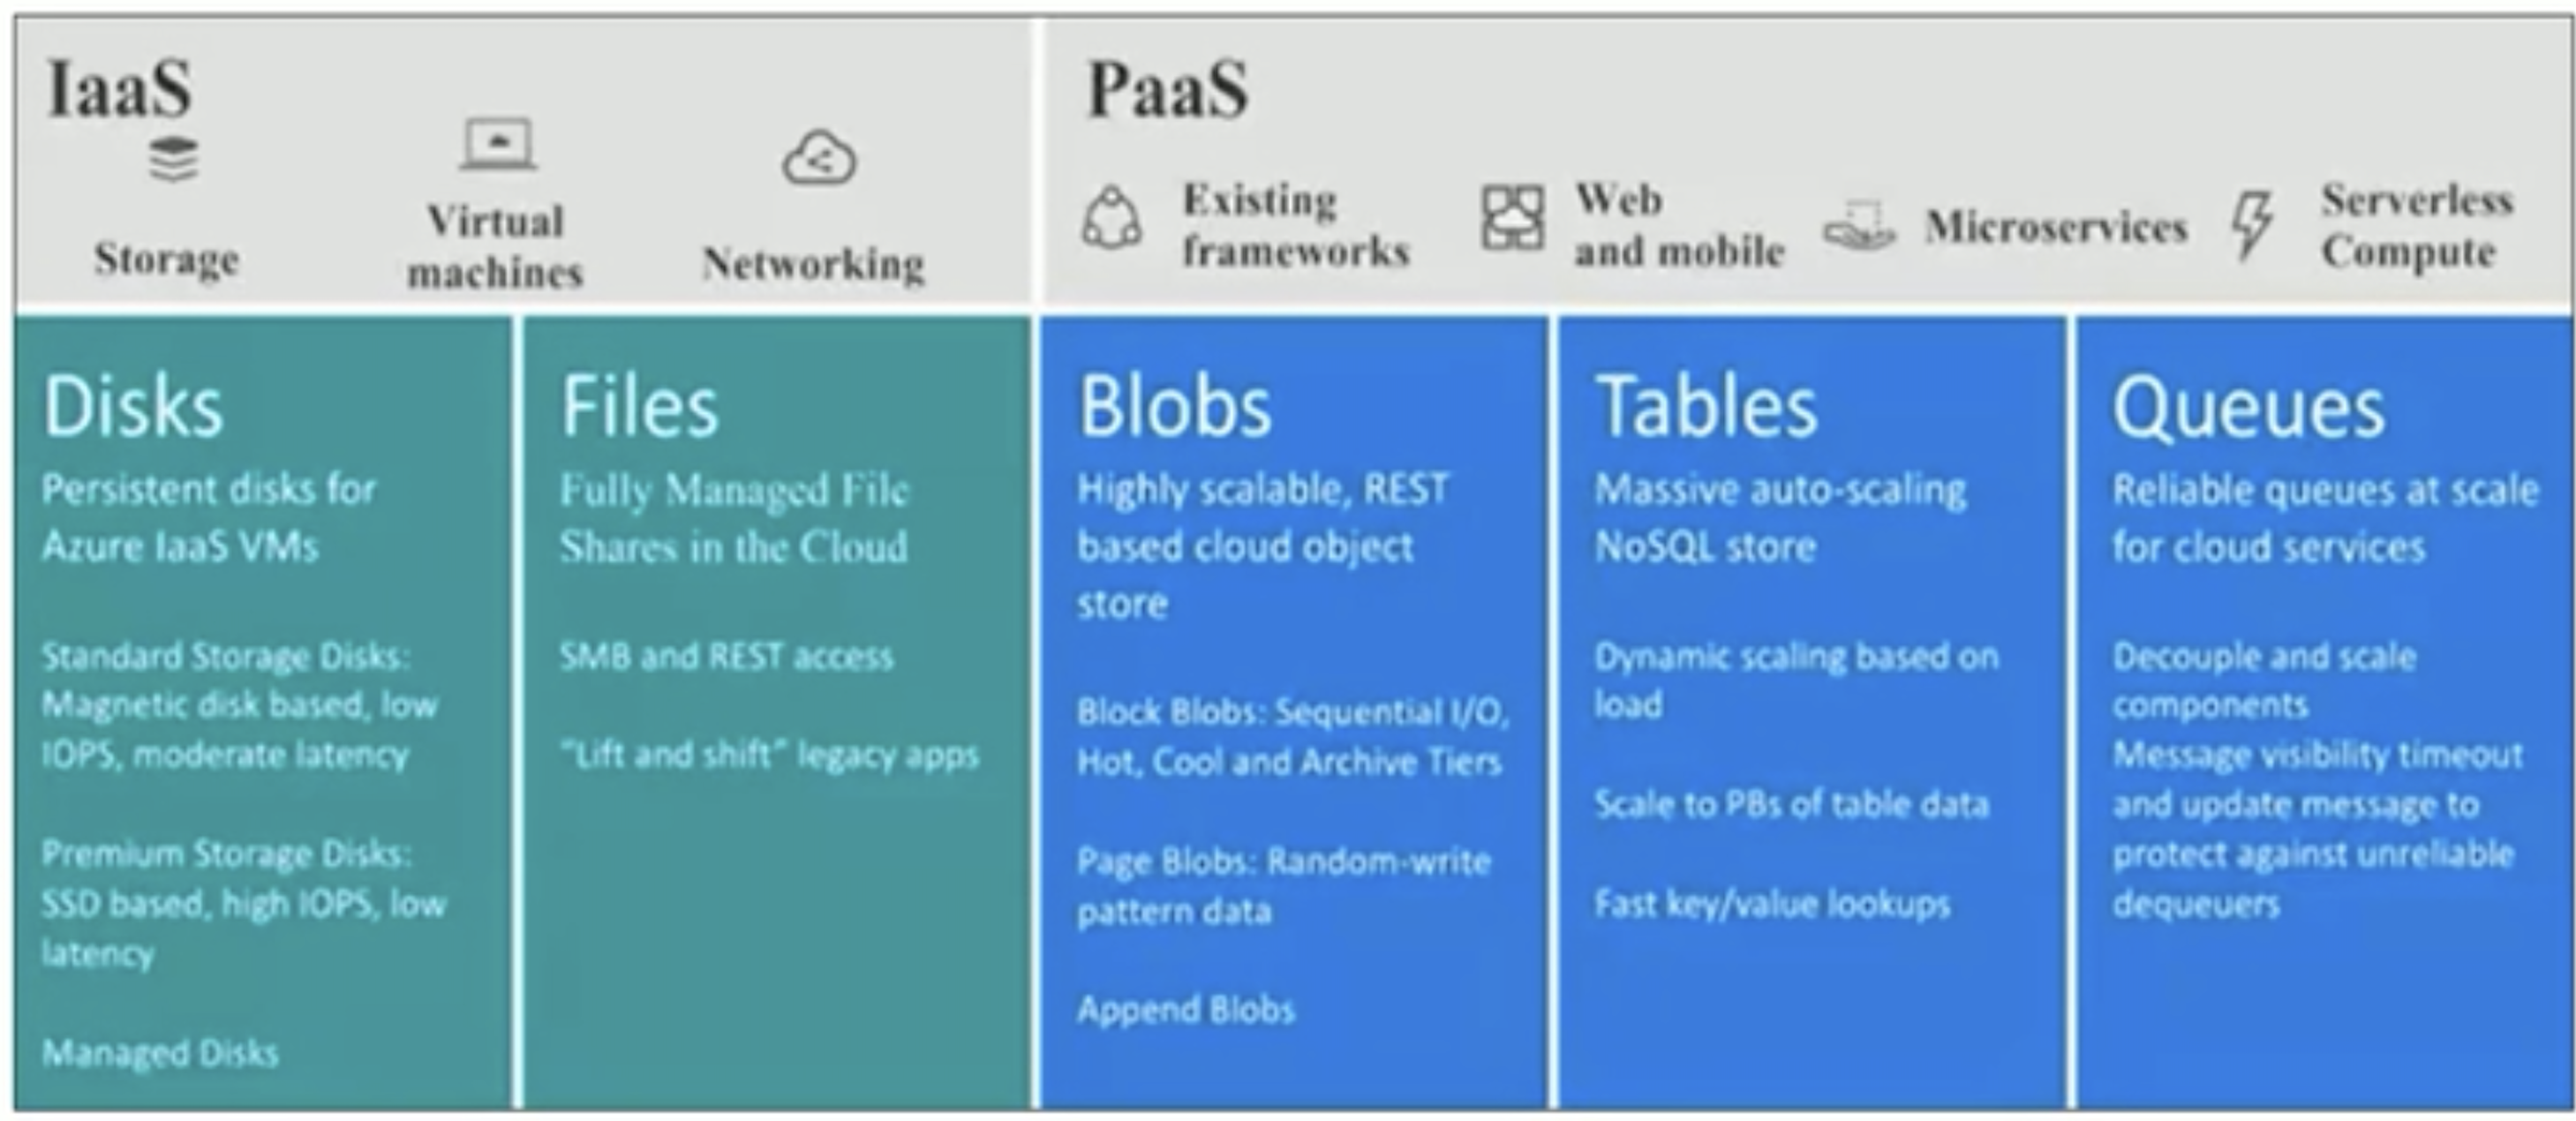 IaaS
Storage
Virtual
machines
Networking
PaaS
Existing
frameworks
Web
and mobile
Microservices
Serverless
Compute
Disks
Persistent disks for
Azure IaaS VMs
Standard Storage Disks:
Magnetic disk based, low
IOPS, moderate latency
Premium Storage Disks:
SSD based, high IOPS, low
latency
Managed Disks
Files
Fully Managed File
Shares in the Cloud
SMB and REST access
"Lift and shift" legacy apps
Blobs
Highly scalable, REST
based cloud object
store
Block Blobs: Sequential I/O,
Hot, Cool and Archive Tiers
Page Blobs: Random-write
pattern data
Append Blobs
Tables
Massive auto-scaling
NoSQL store
Dynamic scaling based on
load
Scale to PBs of table data
Fast key/value lookups
Queues
Reliable queues at scale
for cloud services
Decouple and scale
components
Message visibility timeout
and update message to
protect against unreliable
dequeuers